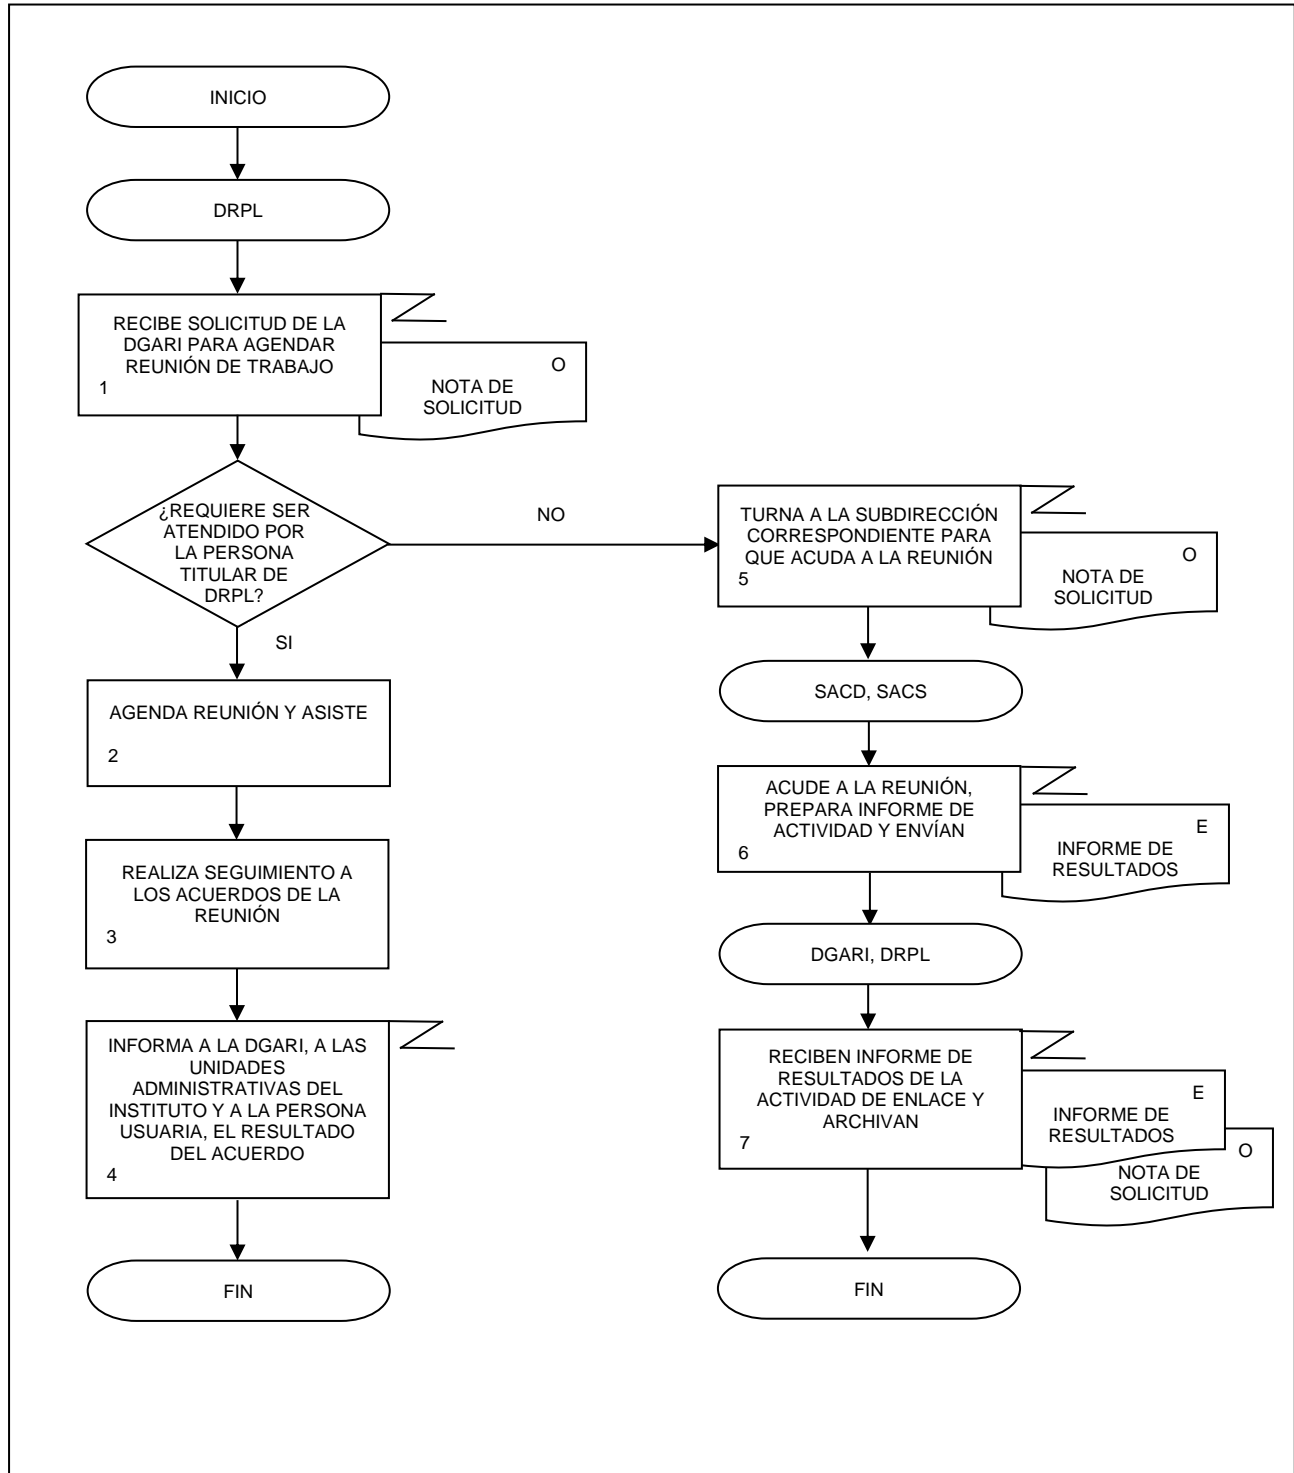 INICIO
DRPL
RECIBE SOLICITUD DE LA
DGARI PARA AGENDAR
REUNIÓN DE TRABAJO
1
O
NOTA DE
SOLICITUD
¿REQUIERE SER
ATENDIDO POR
LA PERSONA
TITULAR DE
DRPL?
SI
AGENDA REUNIÓN Y ASISTE
2
REALIZA SEGUIMIENTO A
LOS ACUERDOS DE LA
REUNIÓN
3
INFORMA A LA DGARI, A LAS
UNIDADES
ADMINISTRATIVAS DEL
INSTITUTO Y A LA PERSONA
USUARIA, EL RESULTADO
DEL ACUERDO
4
FIN
NO
TURNA A LA SUBDIRECCIÓN
CORRESPONDIENTE PARA
QUE ACUDA A LA REUNIÓN
5
O
NOTA DE
SOLICITUD
SACD, SACS
ACUDE A LA REUNIÓN,
PREPARA INFORME DE
ACTIVIDAD Y ENVÍAN
6
E
INFORME DE
RESULTADOS
DGARI, DRPL
RECIBEN INFORME DE
RESULTADOS DE LA
ACTIVIDAD DE ENLACE Y
ARCHIVAN
7
E
INFORME DE
RESULTADOS
O
NOTA DE
SOLICITUD
FIN